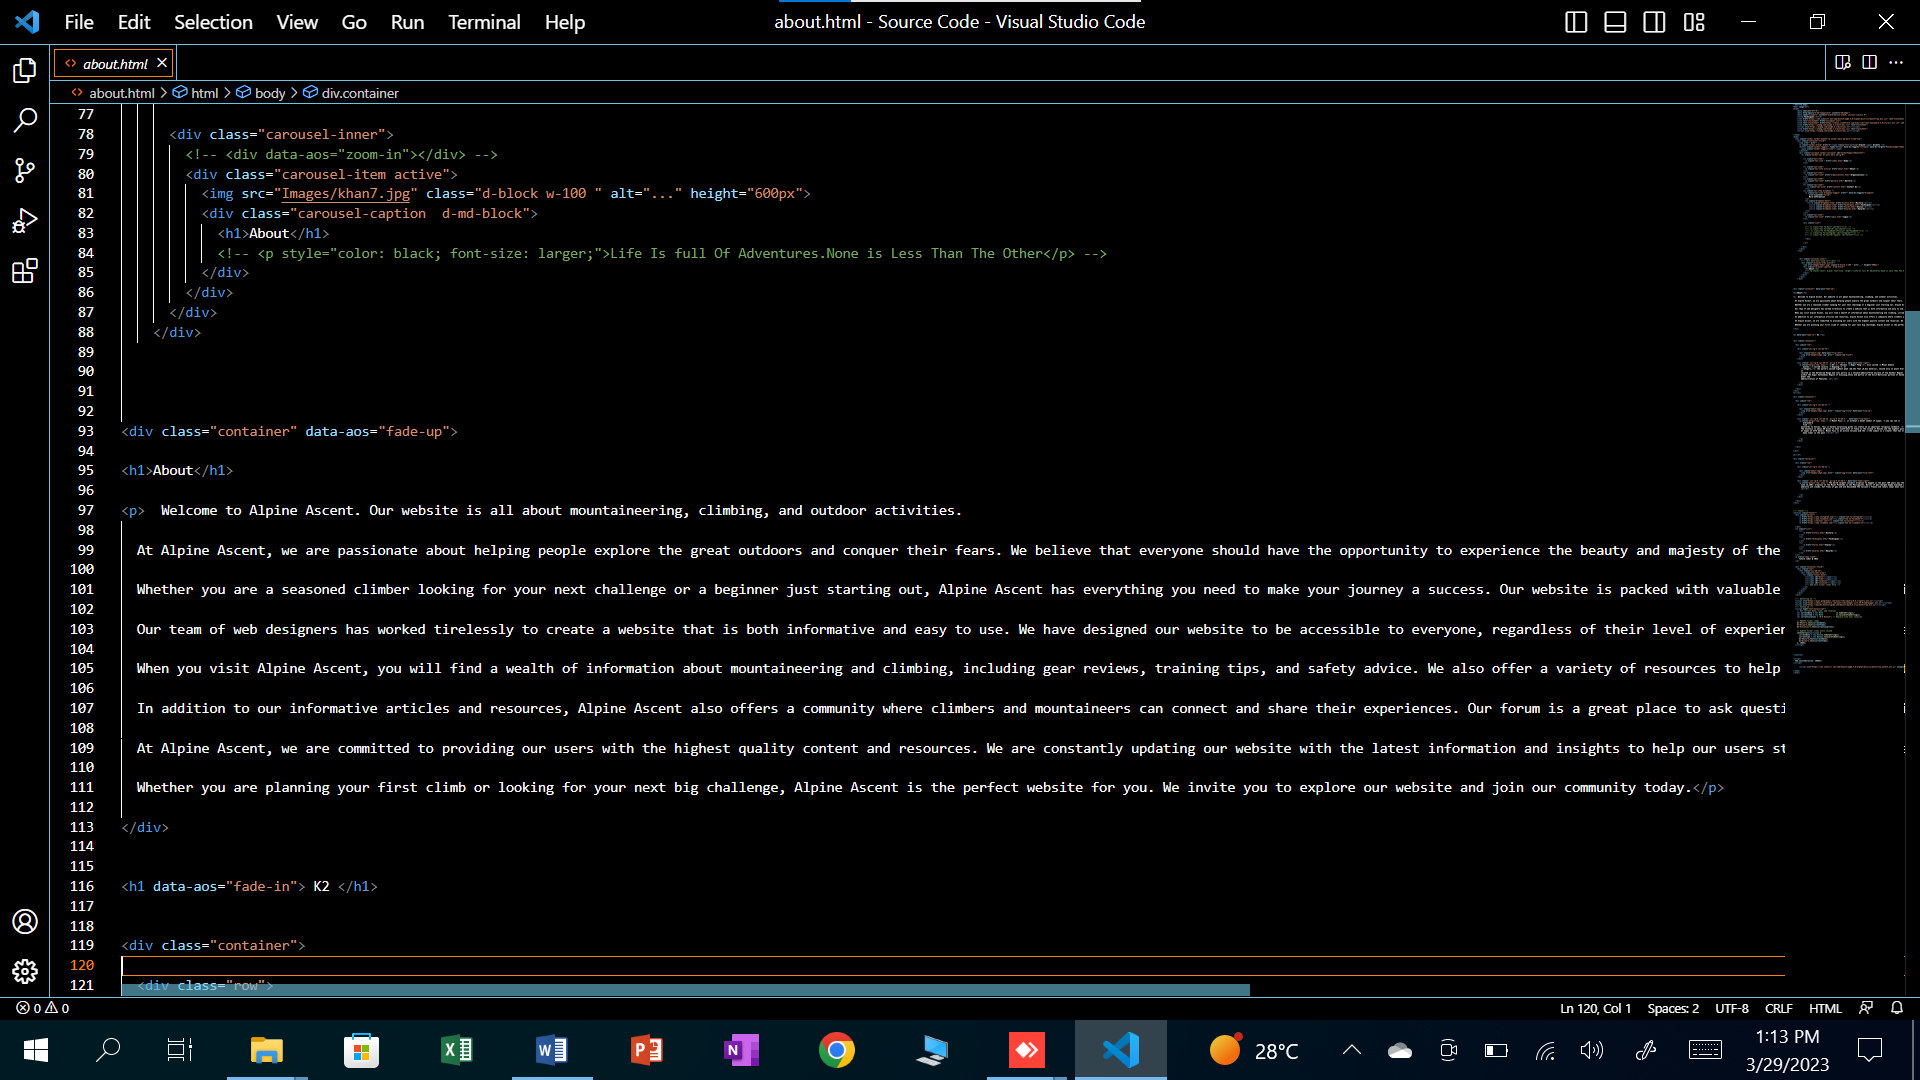 File Edit Selection View Go Run Terminal Help about.html - Source Code - Visual Studio Code
about.html
about.html > html > body > div.container
77
78 <div class="carousel-inner">
79 <!-- <div data-aos="zoom-in"></div> -->
80 <div class="carousel-item active">
81 <img src="Images/khan7.jpg" class="d-block w-100 " alt="..." height="600px">
82 <div class="carousel-caption  d-md-block">
83 <h1>About</h1>
84 <!-- <p style="color: black; font-size: larger;">Life Is full Of Adventures.None is Less Than The Other</p> -->
85 </div>
86 </div>
87 </div>
88 </div>
89
90
91
92
93 <div class="container" data-aos="fade-up">
94
95 <h1>About</h1>
96
97 <p>  Welcome to Alpine Ascent. Our website is all about mountaineering, climbing, and outdoor activities.
98
99 At Alpine Ascent, we are passionate about helping people explore the great outdoors and conquer their fears. We believe that everyone should have the opportunity to experience the beauty and majesty of the
100
101 Whether you are a seasoned climber looking for your next challenge or a beginner just starting out, Alpine Ascent has everything you need to make your journey a success. Our website is packed with valuable
102
103 Our team of web designers has worked tirelessly to create a website that is both informative and easy to use. We have designed our website to be accessible to everyone, regardless of their level of experien
104
105 When you visit Alpine Ascent, you will find a wealth of information about mountaineering and climbing, including gear reviews, training tips, and safety advice. We also offer a variety of resources to help
106
107 In addition to our informative articles and resources, Alpine Ascent also offers a community where climbers and mountaineers can connect and share their experiences. Our forum is a great place to ask questi
108
109 At Alpine Ascent, we are committed to providing our users with the highest quality content and resources. We are constantly updating our website with the latest information and insights to help our users st
110
111 Whether you are planning your first climb or looking for your next big challenge, Alpine Ascent is the perfect website for you. We invite you to explore our website and join our community today.</p>
112
113 </div>
114
115
116 <h1 data-aos="fade-in"> K2 </h1>
117
118
119 <div class="container">
120
121 <div class="row">
0 0 Ln 120, Col 1 Spaces: 2 UTF-8 CRLF HTML
28°C 1:13 PM
3/29/2023